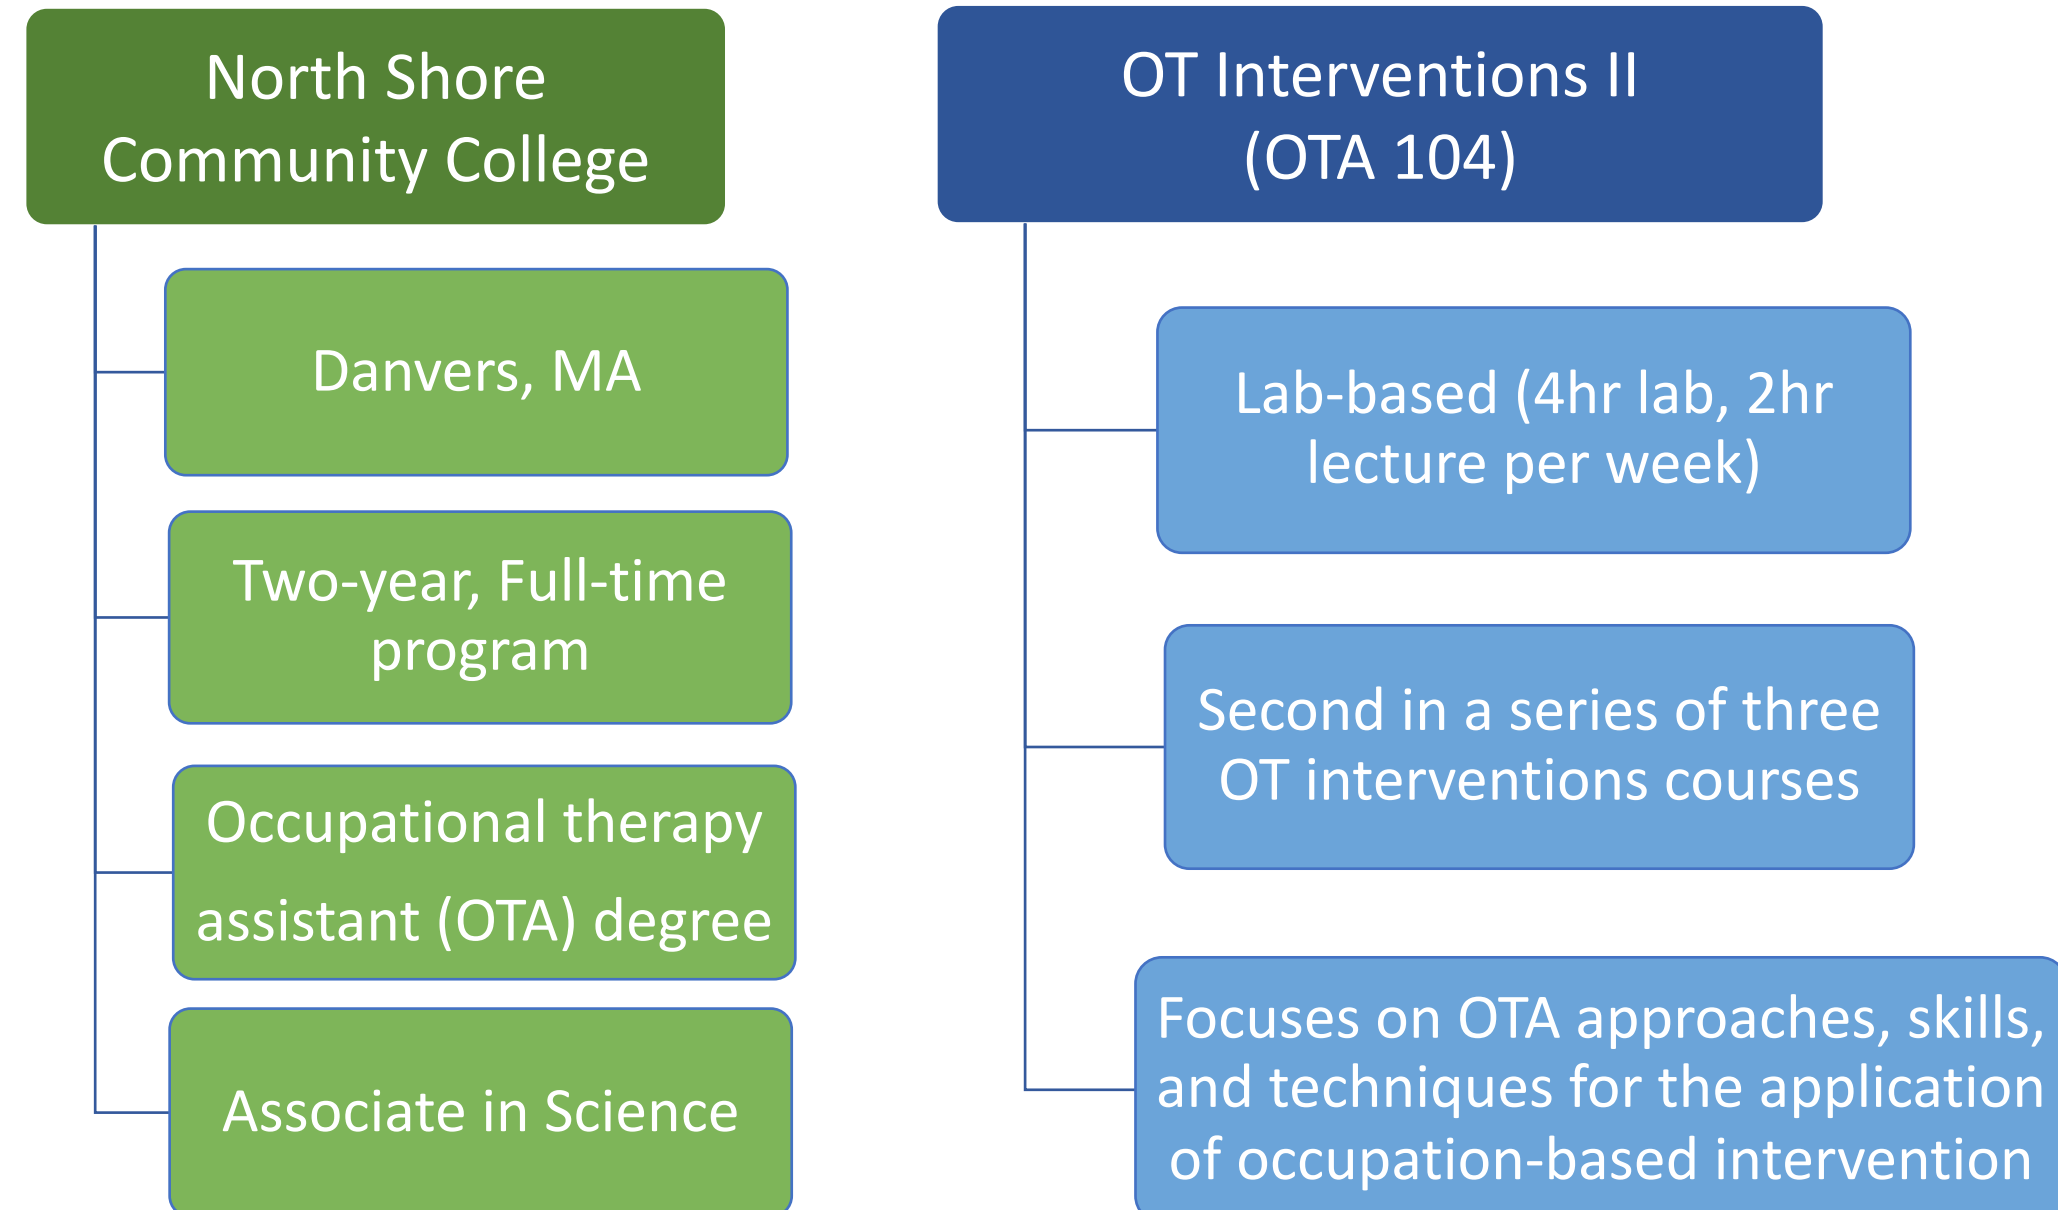 North Shore
Community College
Danvers, MA
Two-year, Full-time
program
Occupational therapy
assistant (OTA) degree
Associate in Science
OT Interventions II
(OTA 104)
Lab-based (4hr lab, 2hr
lecture per week)
Second in a series of three
OT interventions courses
Focuses on OTA approaches, skills,
and techniques for the application
of occupation-based intervention